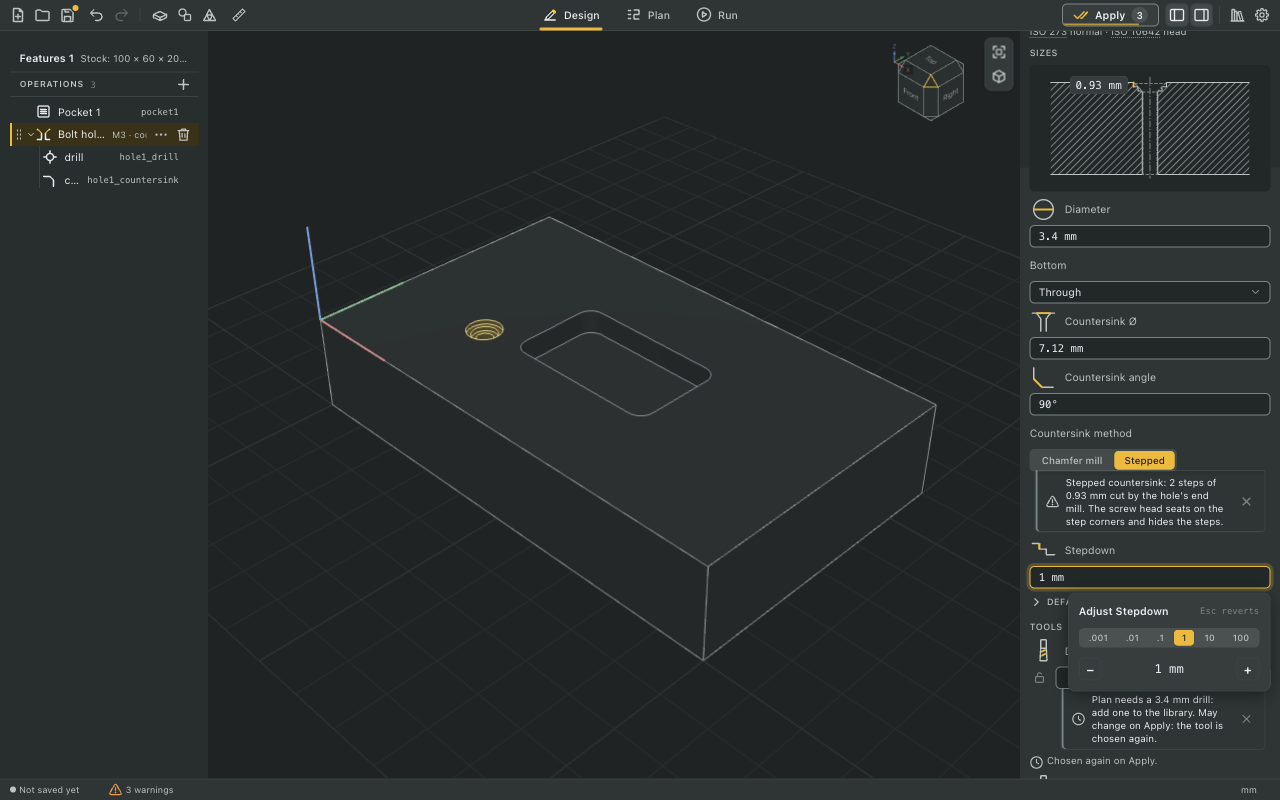 Design
Plan
Run
Apply 3
Features 1 Stock: 100 × 60 × 20...
OPERATIONS 3
Pocket 1 pocket1
Bolt hol... M3 · cou
drill hole1_drill
c... hole1_countersink
Z
Top
Front
Right
ISO 273 normal · ISO 10642 head
SIZES
0.93 mm
Diameter
3.4 mm
Bottom
Through
Countersink Ø
7.12 mm
Countersink angle
90°
Countersink method
Chamfer mill Stepped
Stepped countersink: 2 steps of
0.93 mm cut by the hole's end
mill. The screw head seats on the
step corners and hides the steps.
Stepdown
1 mm
DEFA
Adjust Stepdown Esc reverts
.001 .01 .1 1 10 100
− 1 mm +
TOOLS
Plan needs a 3.4 mm drill:
add one to the library. May
change on Apply: the tool is
chosen again.
Chosen again on Apply.
Not saved yet
3 warnings
mm